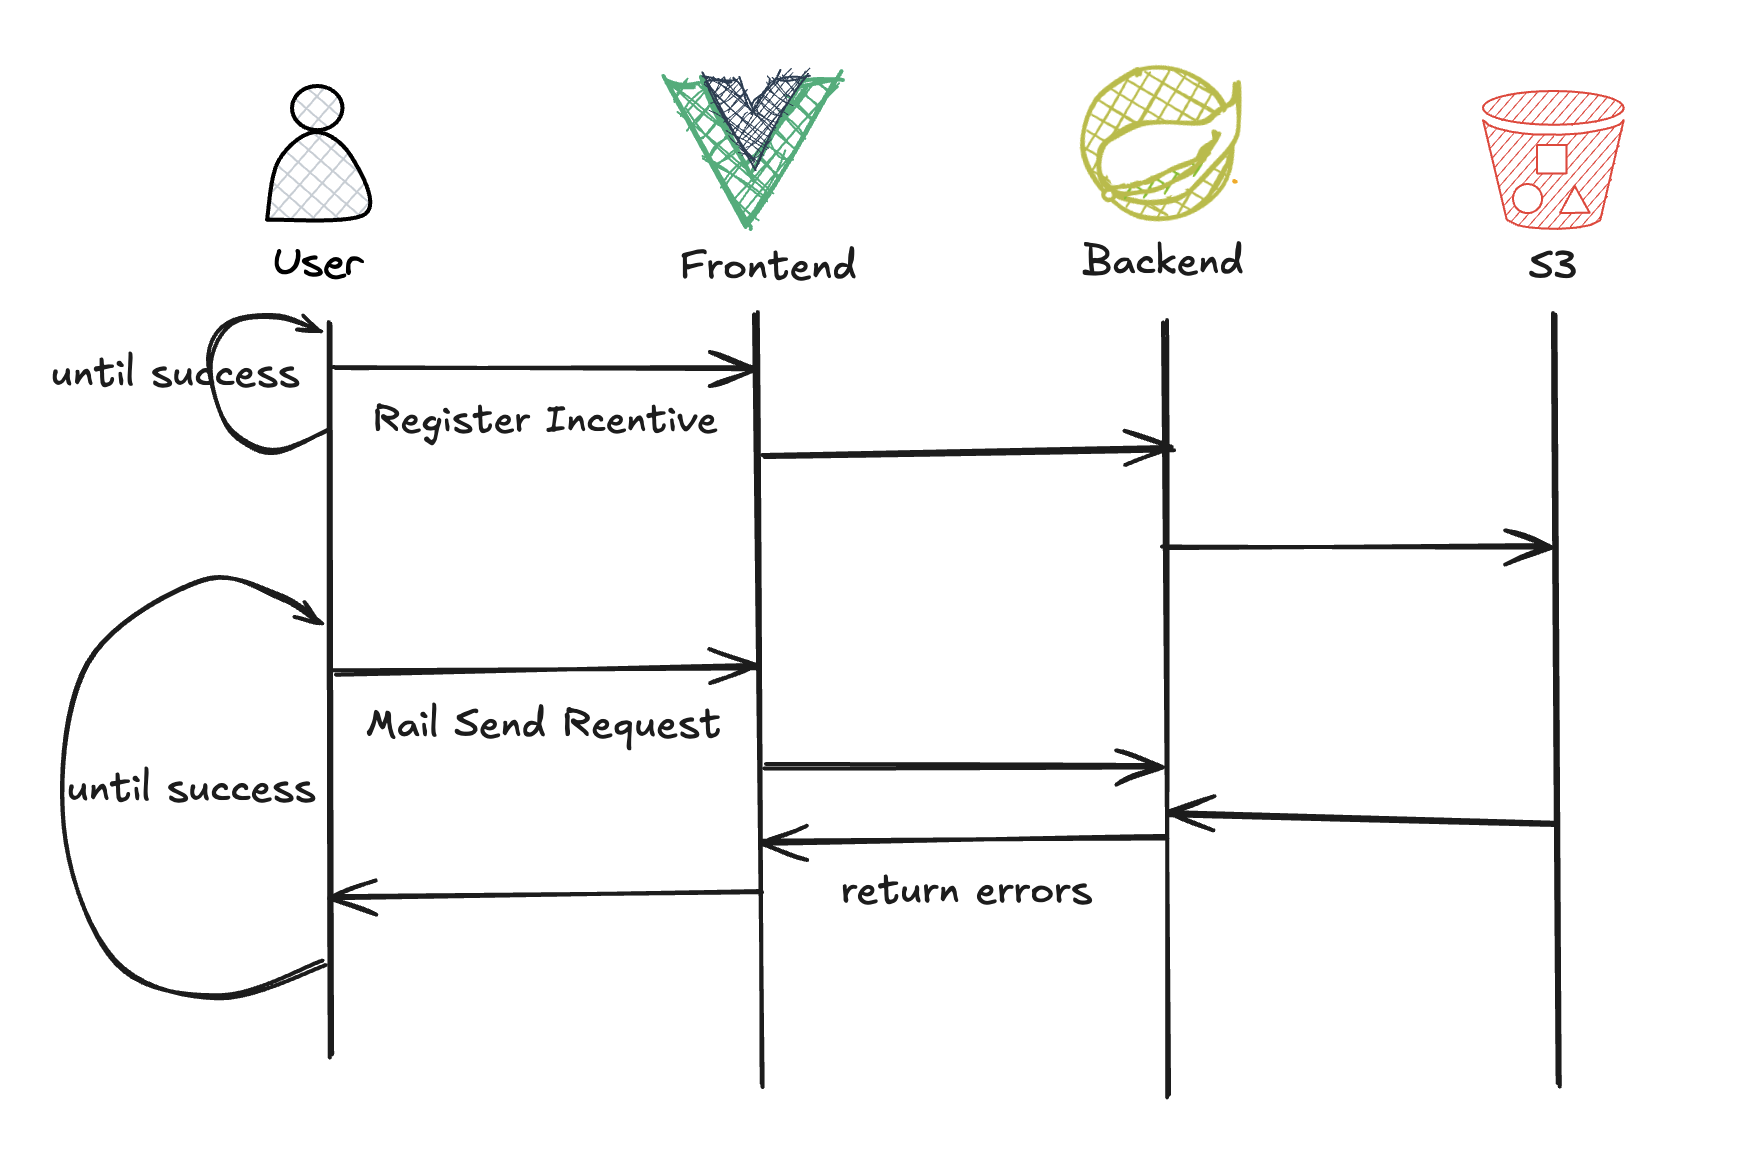 User
Frontend
Backend
S3
until success
Register Incentive
Mail Send Request
until success
return errors